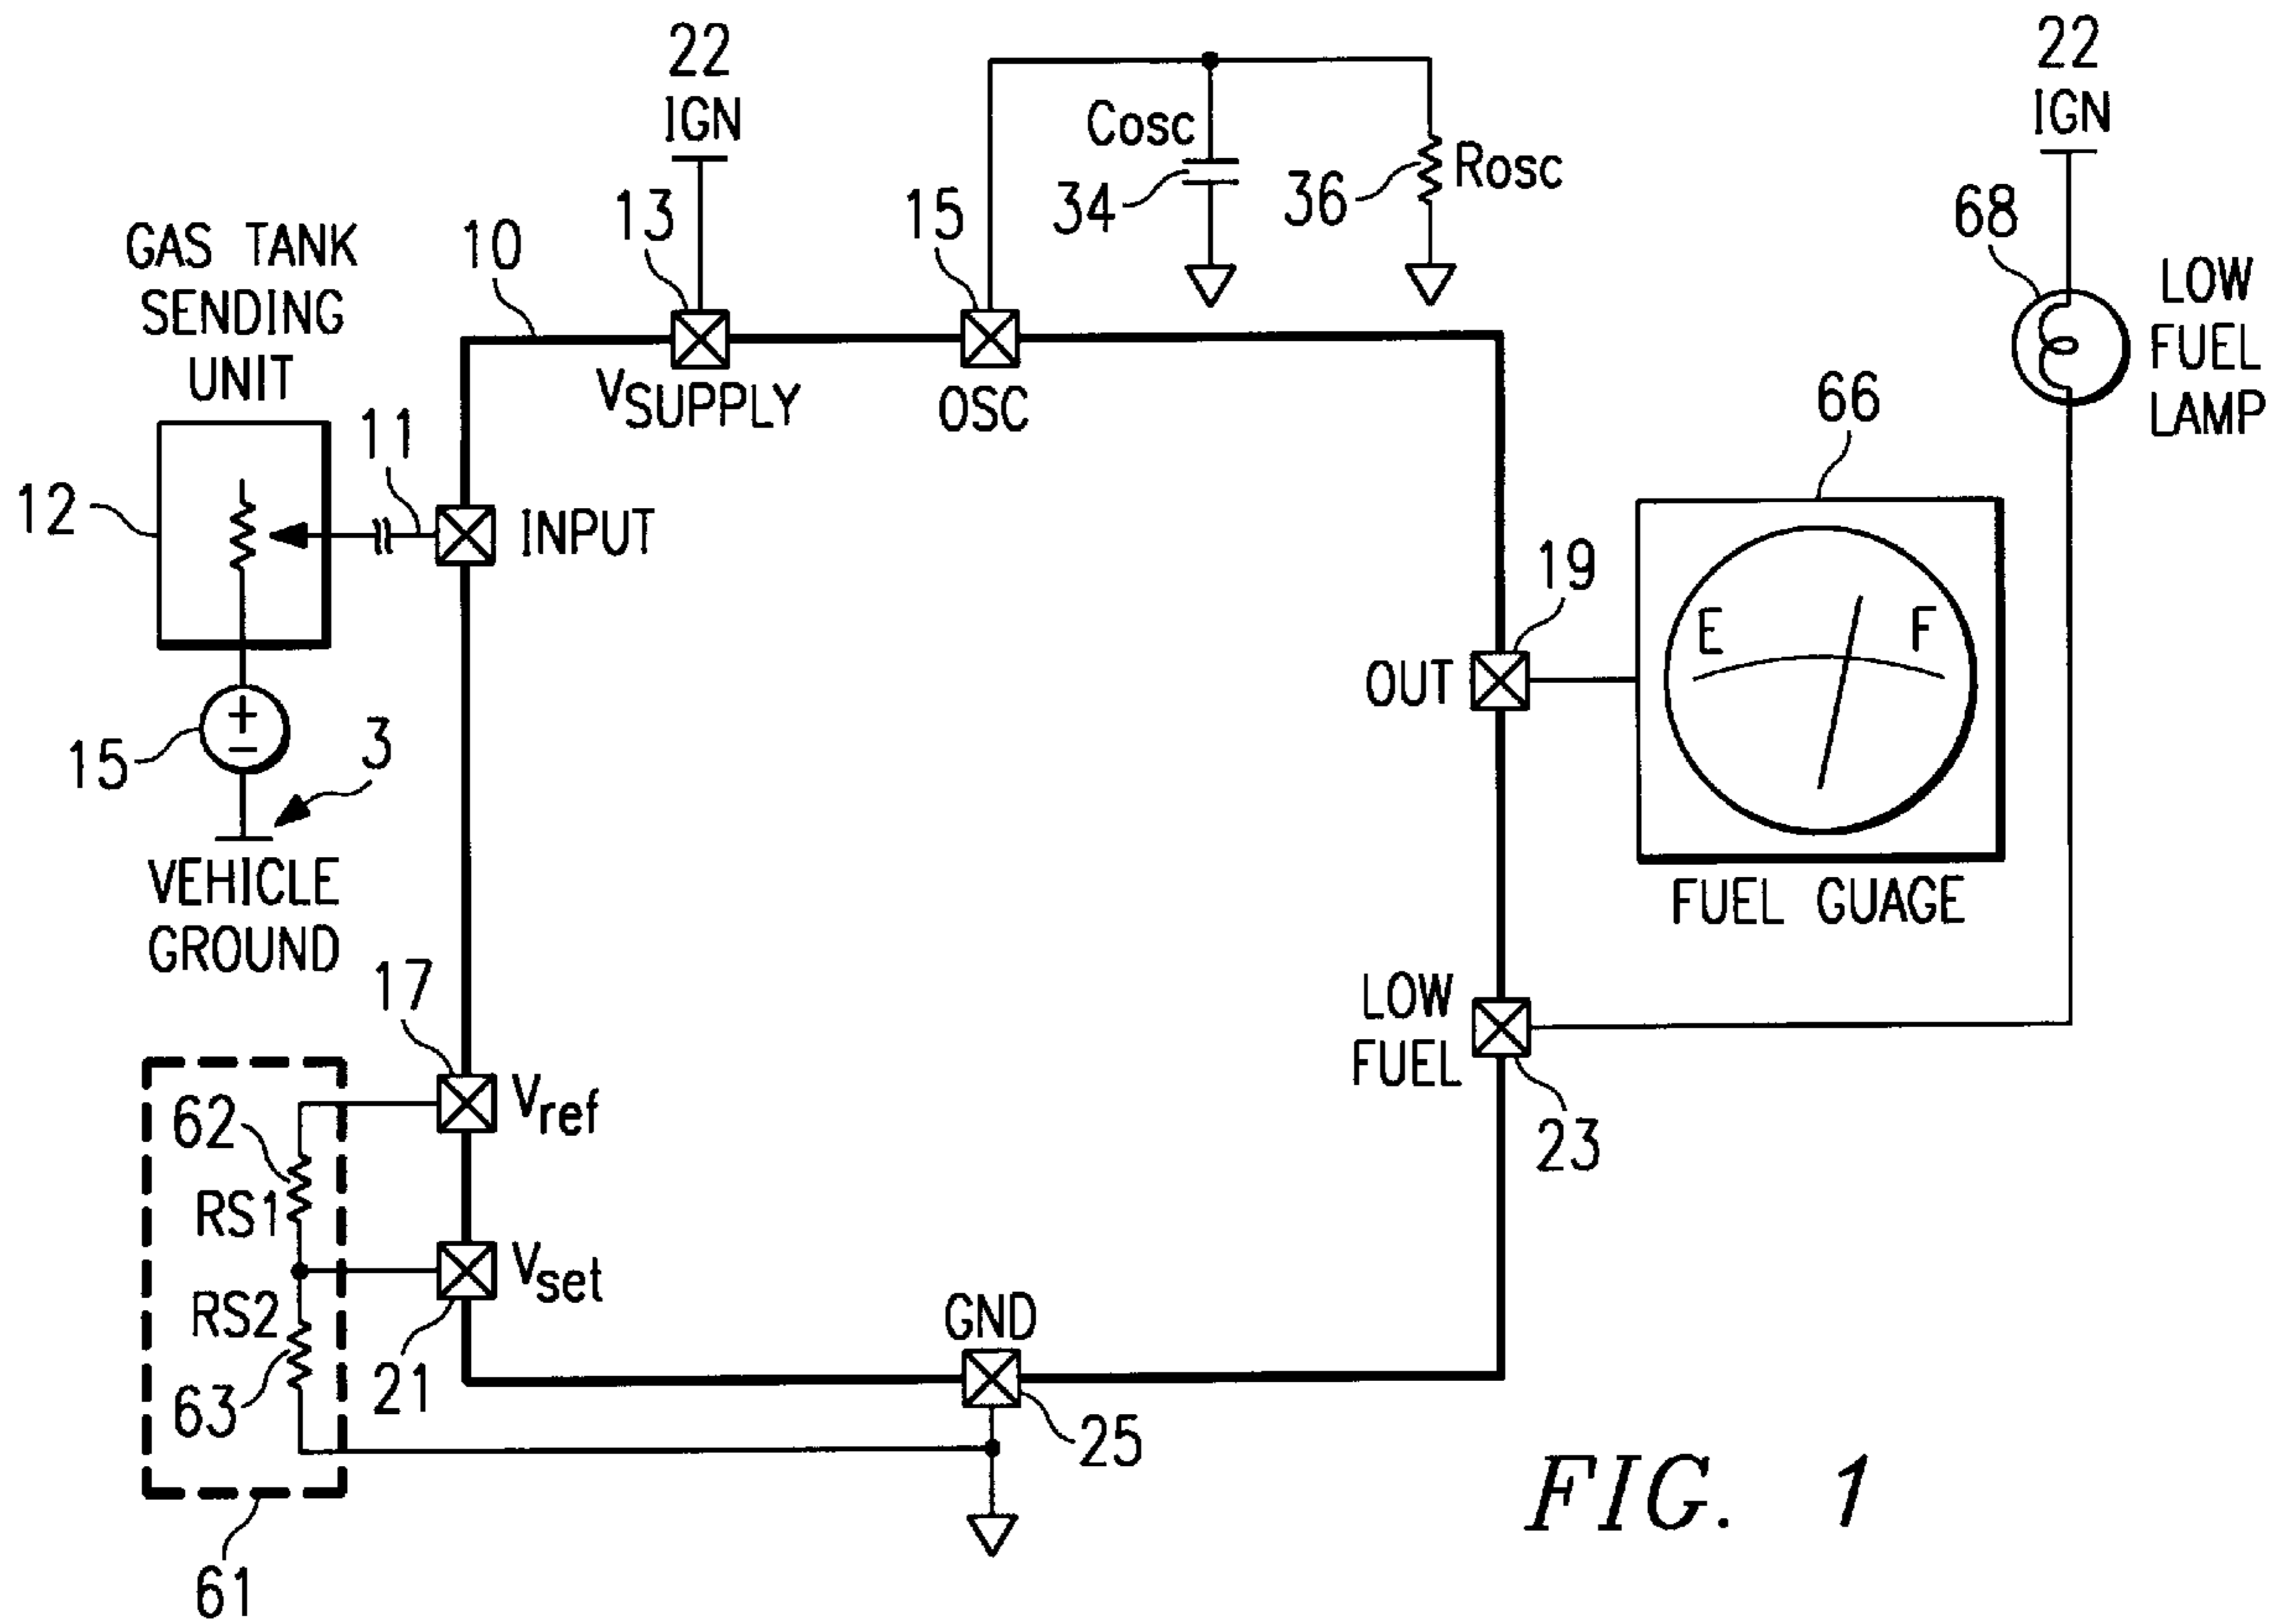 22
IGN
22
IGN
Cosc
34
36
Rosc
13
15
10
68
GAS TANK
SENDING
UNIT
LOW
FUEL
LAMP
VSUPPLY
OSC
66
11
12
INPUT
19
E
F
OUT
3
15
VEHICLE
GROUND
FUEL GUAGE
17
LOW
FUEL
62
Vref
23
RS1
Vset
RS2
GND
21
63
25
61
FIG. 1